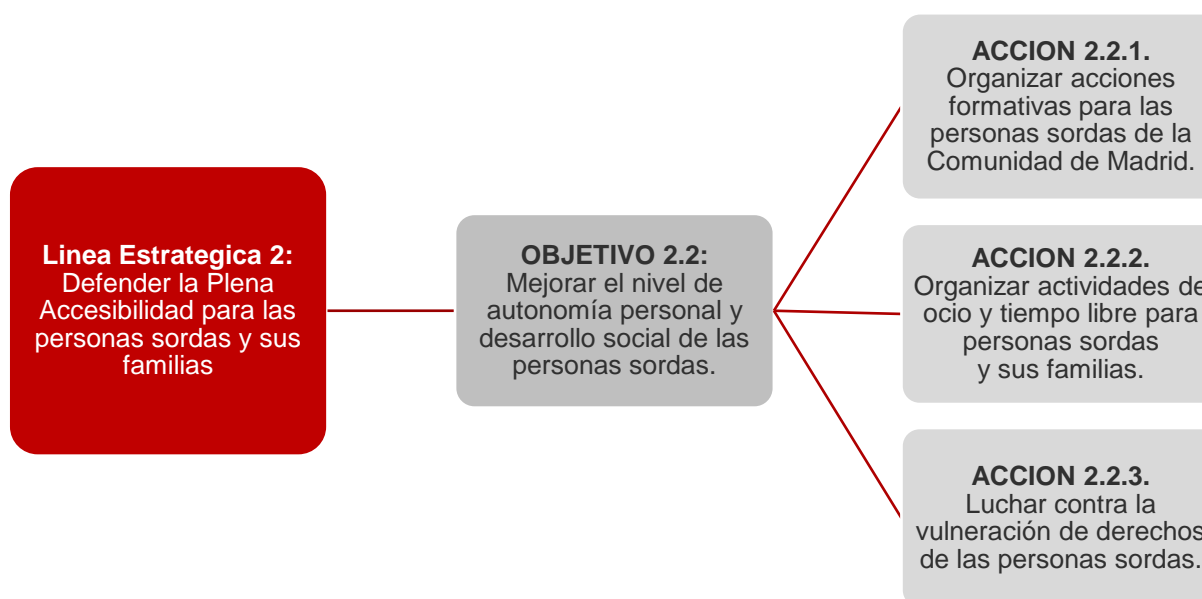 Linea Estrategica 2:
Defender la Plena
Accesibilidad para las
personas sordas y sus
familias
OBJETIVO 2.2:
Mejorar el nivel de
autonomía personal y
desarrollo social de las
personas sordas.
ACCION 2.2.1.
Organizar acciones
formativas para las
personas sordas de la
Comunidad de Madrid.
ACCION 2.2.2.
Organizar actividades de
ocio y tiempo libre para
personas sordas
y sus familias.
ACCION 2.2.3.
Luchar contra la
vulneración de derechos
de las personas sordas.